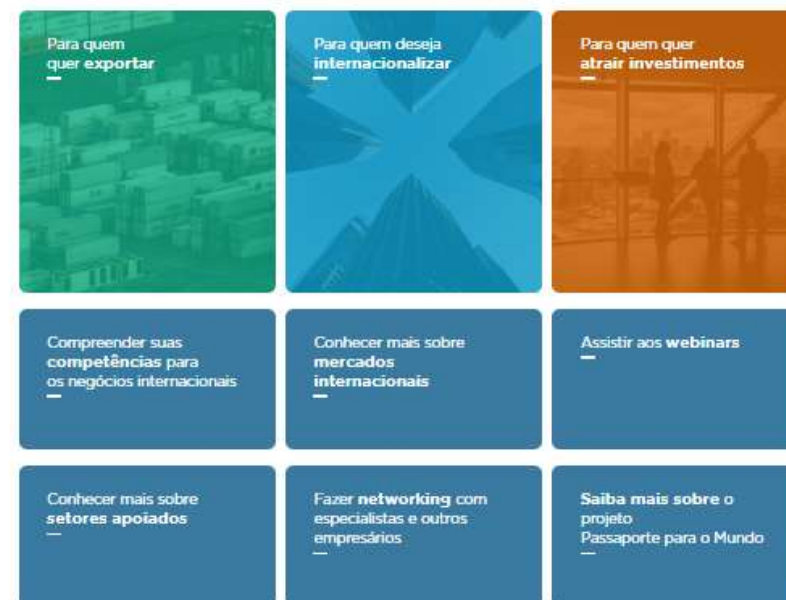 Para quem
quer exportar
Para quem deseja
internacionalizar
Para quem quer
atrair investimentos
Compreender suas
competências para
os negócios internacionais
Conhecer mais sobre
mercados
internacionais
Assistir aos webinars
Conhecer mais sobre
setores apoiados
Fazer networking com
especialistas e outros
empresários
Saiba mais sobre o
projeto
Passaporte para o Mundo